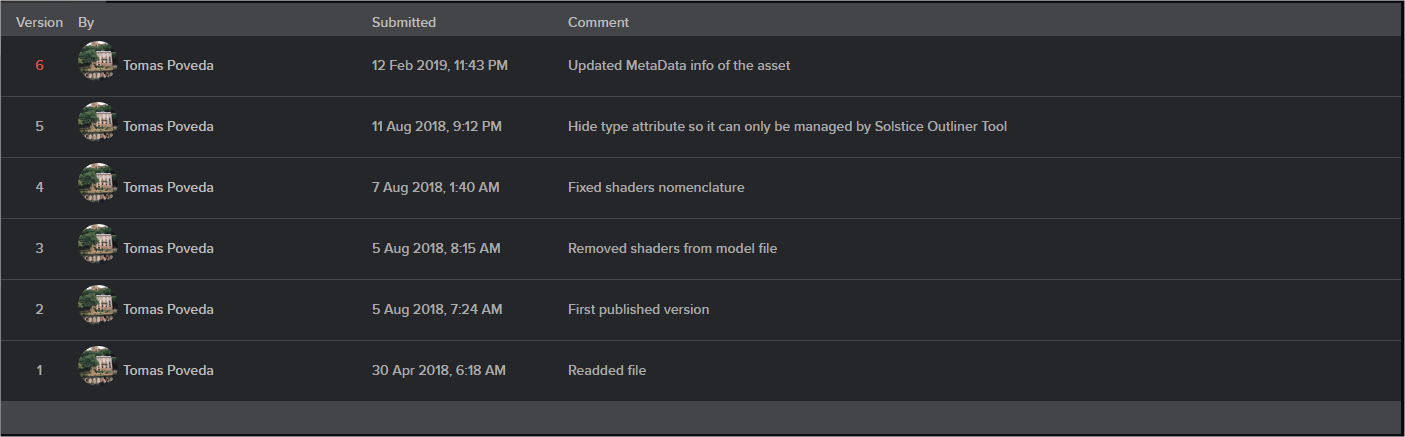 Version By Submitted Comment
6 Tomas Poveda 12 Feb 2019, 11:43 PM Updated MetaData info of the asset
5 Tomas Poveda 11 Aug 2018, 9:12 PM Hide type attribute so it can only be managed by Solstice Outliner Tool
4 Tomas Poveda 7 Aug 2018, 1:40 AM Fixed shaders nomenclature
3 Tomas Poveda 5 Aug 2018, 8:15 AM Removed shaders from model file
2 Tomas Poveda 5 Aug 2018, 7:24 AM First published version
1 Tomas Poveda 30 Apr 2018, 6:18 AM Readded file